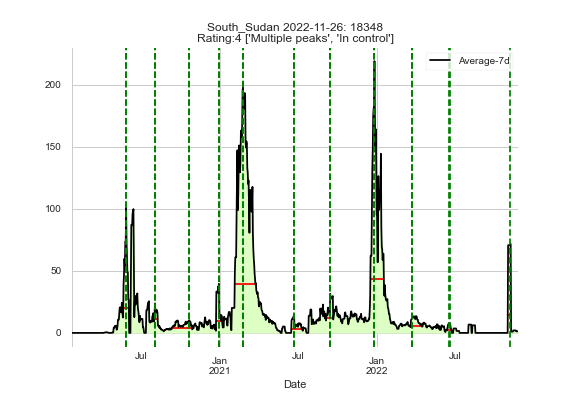 South_Sudan 2022-11-26: 18348
Rating:4 ['Multiple peaks', 'In control']
Average-7d
200
150
100
50
0
Jul
Jan
2021
Jul
Jan
2022
Jul
Date